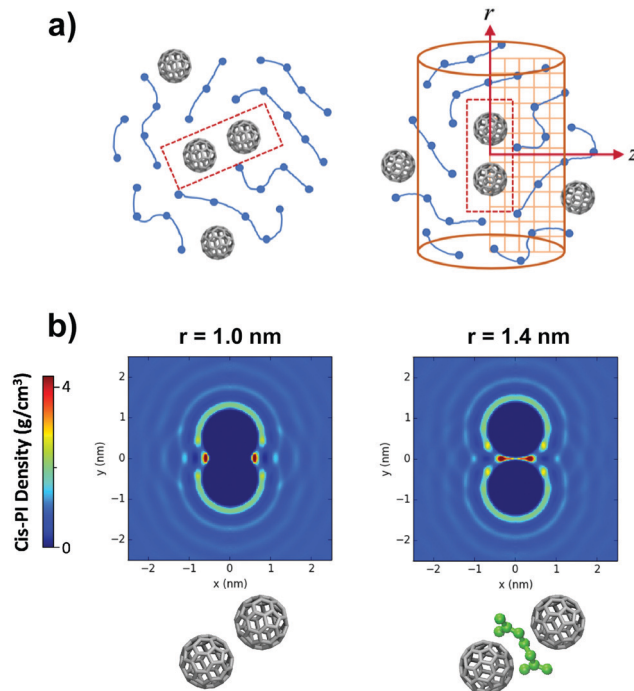 a)
r
z
b)
r = 1.0 nm
r = 1.4 nm
Cis-PI Density (g/cm³)
4
0
y (nm)
2
1
0
−1
−2
−2 −1 0 1 2
x (nm)
y (nm)
2
1
0
−1
−2
−2 −1 0 1 2
x (nm)